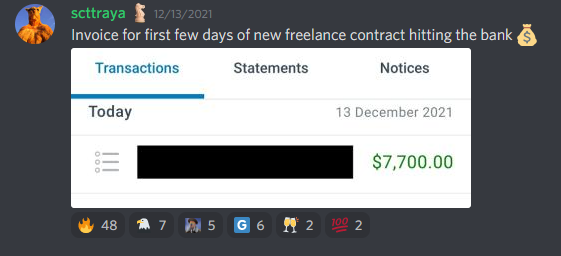 scttraya 12/13/2021
Invoice for first few days of new freelance contract hitting the bank
Transactions Statements Notices
Today 13 December 2021
$7,700.00
48 7 5 G 6 2 100 2